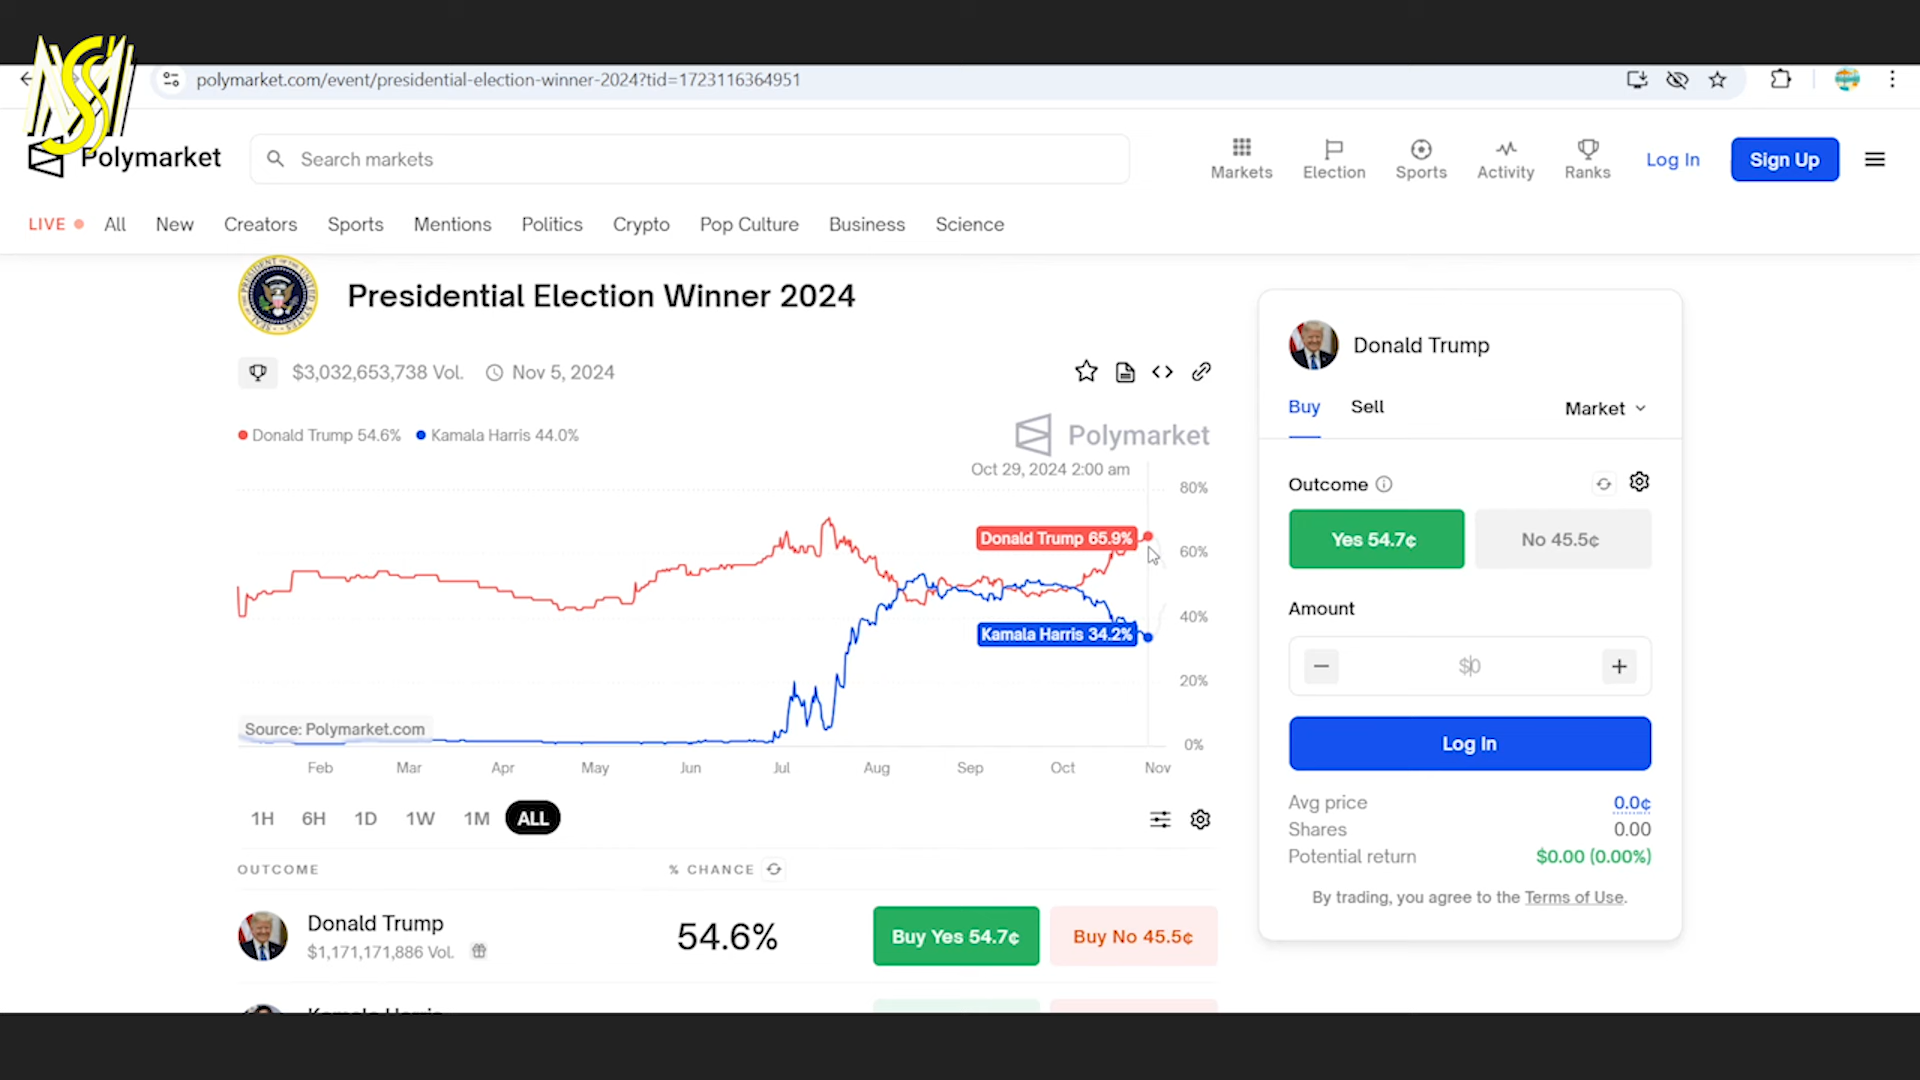 polymarket.com/event/presidential-election-winner-2024?tid=1723116364951
Polymarket
Search markets
Markets
Election
Sports
Activity
Ranks
Log In
Sign Up
LIVE
All
New
Creators
Sports
Mentions
Politics
Crypto
Pop Culture
Business
Science
Presidential Election Winner 2024
$3,032,653,738 Vol.
Nov 5, 2024
Donald Trump 54.6%
Kamala Harris 44.0%
Polymarket
Oct 29, 2024 2:00 am
80%
Donald Trump 65.9%
60%
40%
Kamala Harris 34.2%
20%
Source: Polymarket.com
0%
Feb
Mar
Apr
May
Jun
Jul
Aug
Sep
Oct
Nov
1H
6H
1D
1W
1M
ALL
OUTCOME
% CHANCE
Donald Trump
$1,171,171,886 Vol.
54.6%
Buy Yes 54.7¢
Buy No 45.5¢
Donald Trump
Buy
Sell
Market
Outcome
Yes 54.7¢
No 45.5¢
Amount
$0
Log In
Avg price
0.0¢
Shares
0.00
Potential return
$0.00 (0.00%)
By trading, you agree to the Terms of Use.